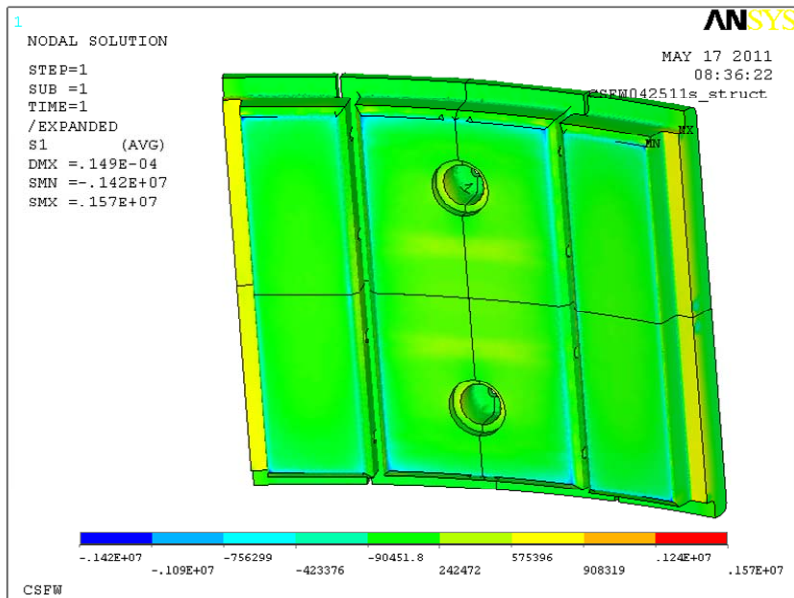 1
ANSYS
NODAL SOLUTION
MAY 17 2011
08:36:22
CSFW042511s_struct
STEP=1
SUB =1
TIME=1
/EXPANDED
S1 (AVG)
DMX =.149E-04
SMN =-.142E+07
SMX =.157E+07
MX
MN
-.142E+07 -756299 -90451.8 575396 .124E+07
-.109E+07 -423376 242472 908319 .157E+07
CSFW